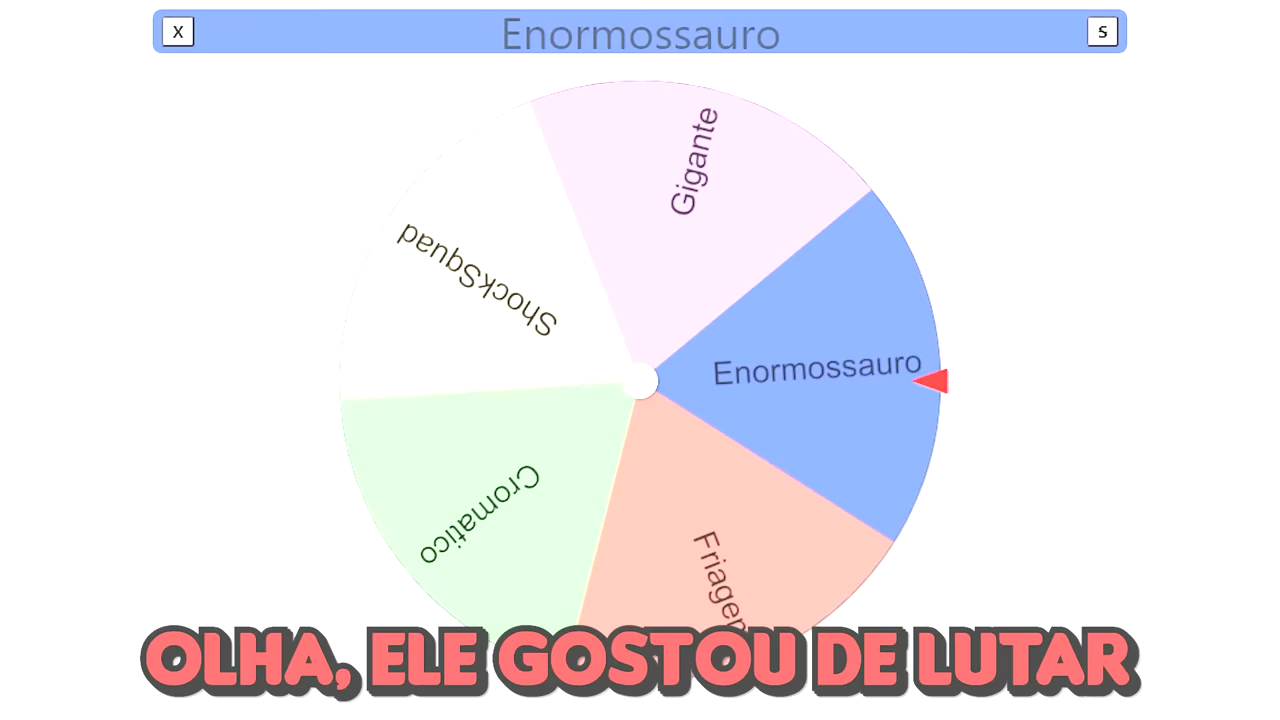 X
Enormossauro
S
Gigante
ShockSquad
Enormossauro
Cromatico
OLHA, ELE GOSTOU DE LUTAR